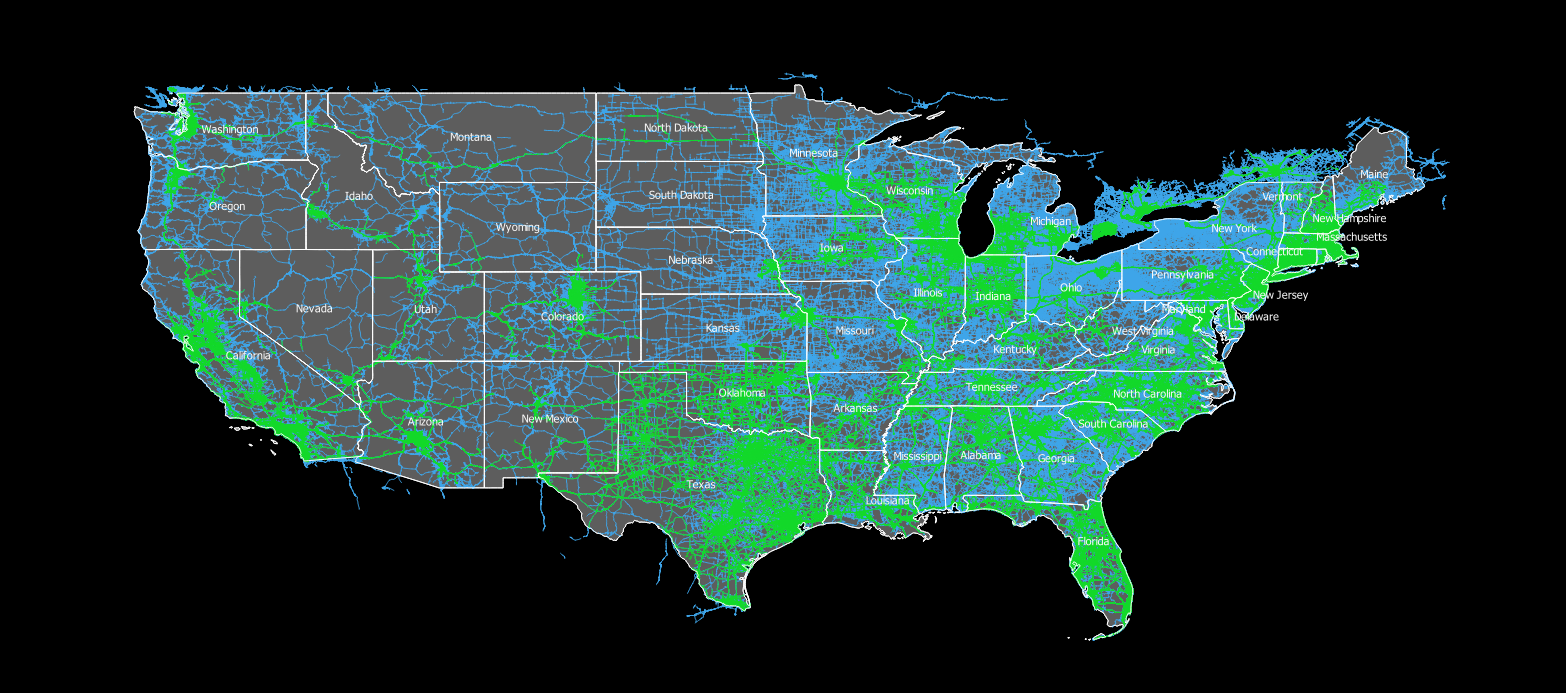 Washington
Montana
North Dakota
Minnesota
Maine
Oregon
Idaho
South Dakota
Wisconsin
Vermont
New Hampshire
Wyoming
Michigan
New York
Massachusetts
Iowa
Connecticut
Nebraska
Pennsylvania
Nevada
Utah
Colorado
Illinois
Indiana
Ohio
New Jersey
Maryland
Delaware
California
Kansas
Missouri
West Virginia
Kentucky
Virginia
Arizona
New Mexico
Oklahoma
Arkansas
Tennessee
North Carolina
South Carolina
Texas
Mississippi
Alabama
Georgia
Louisiana
Florida